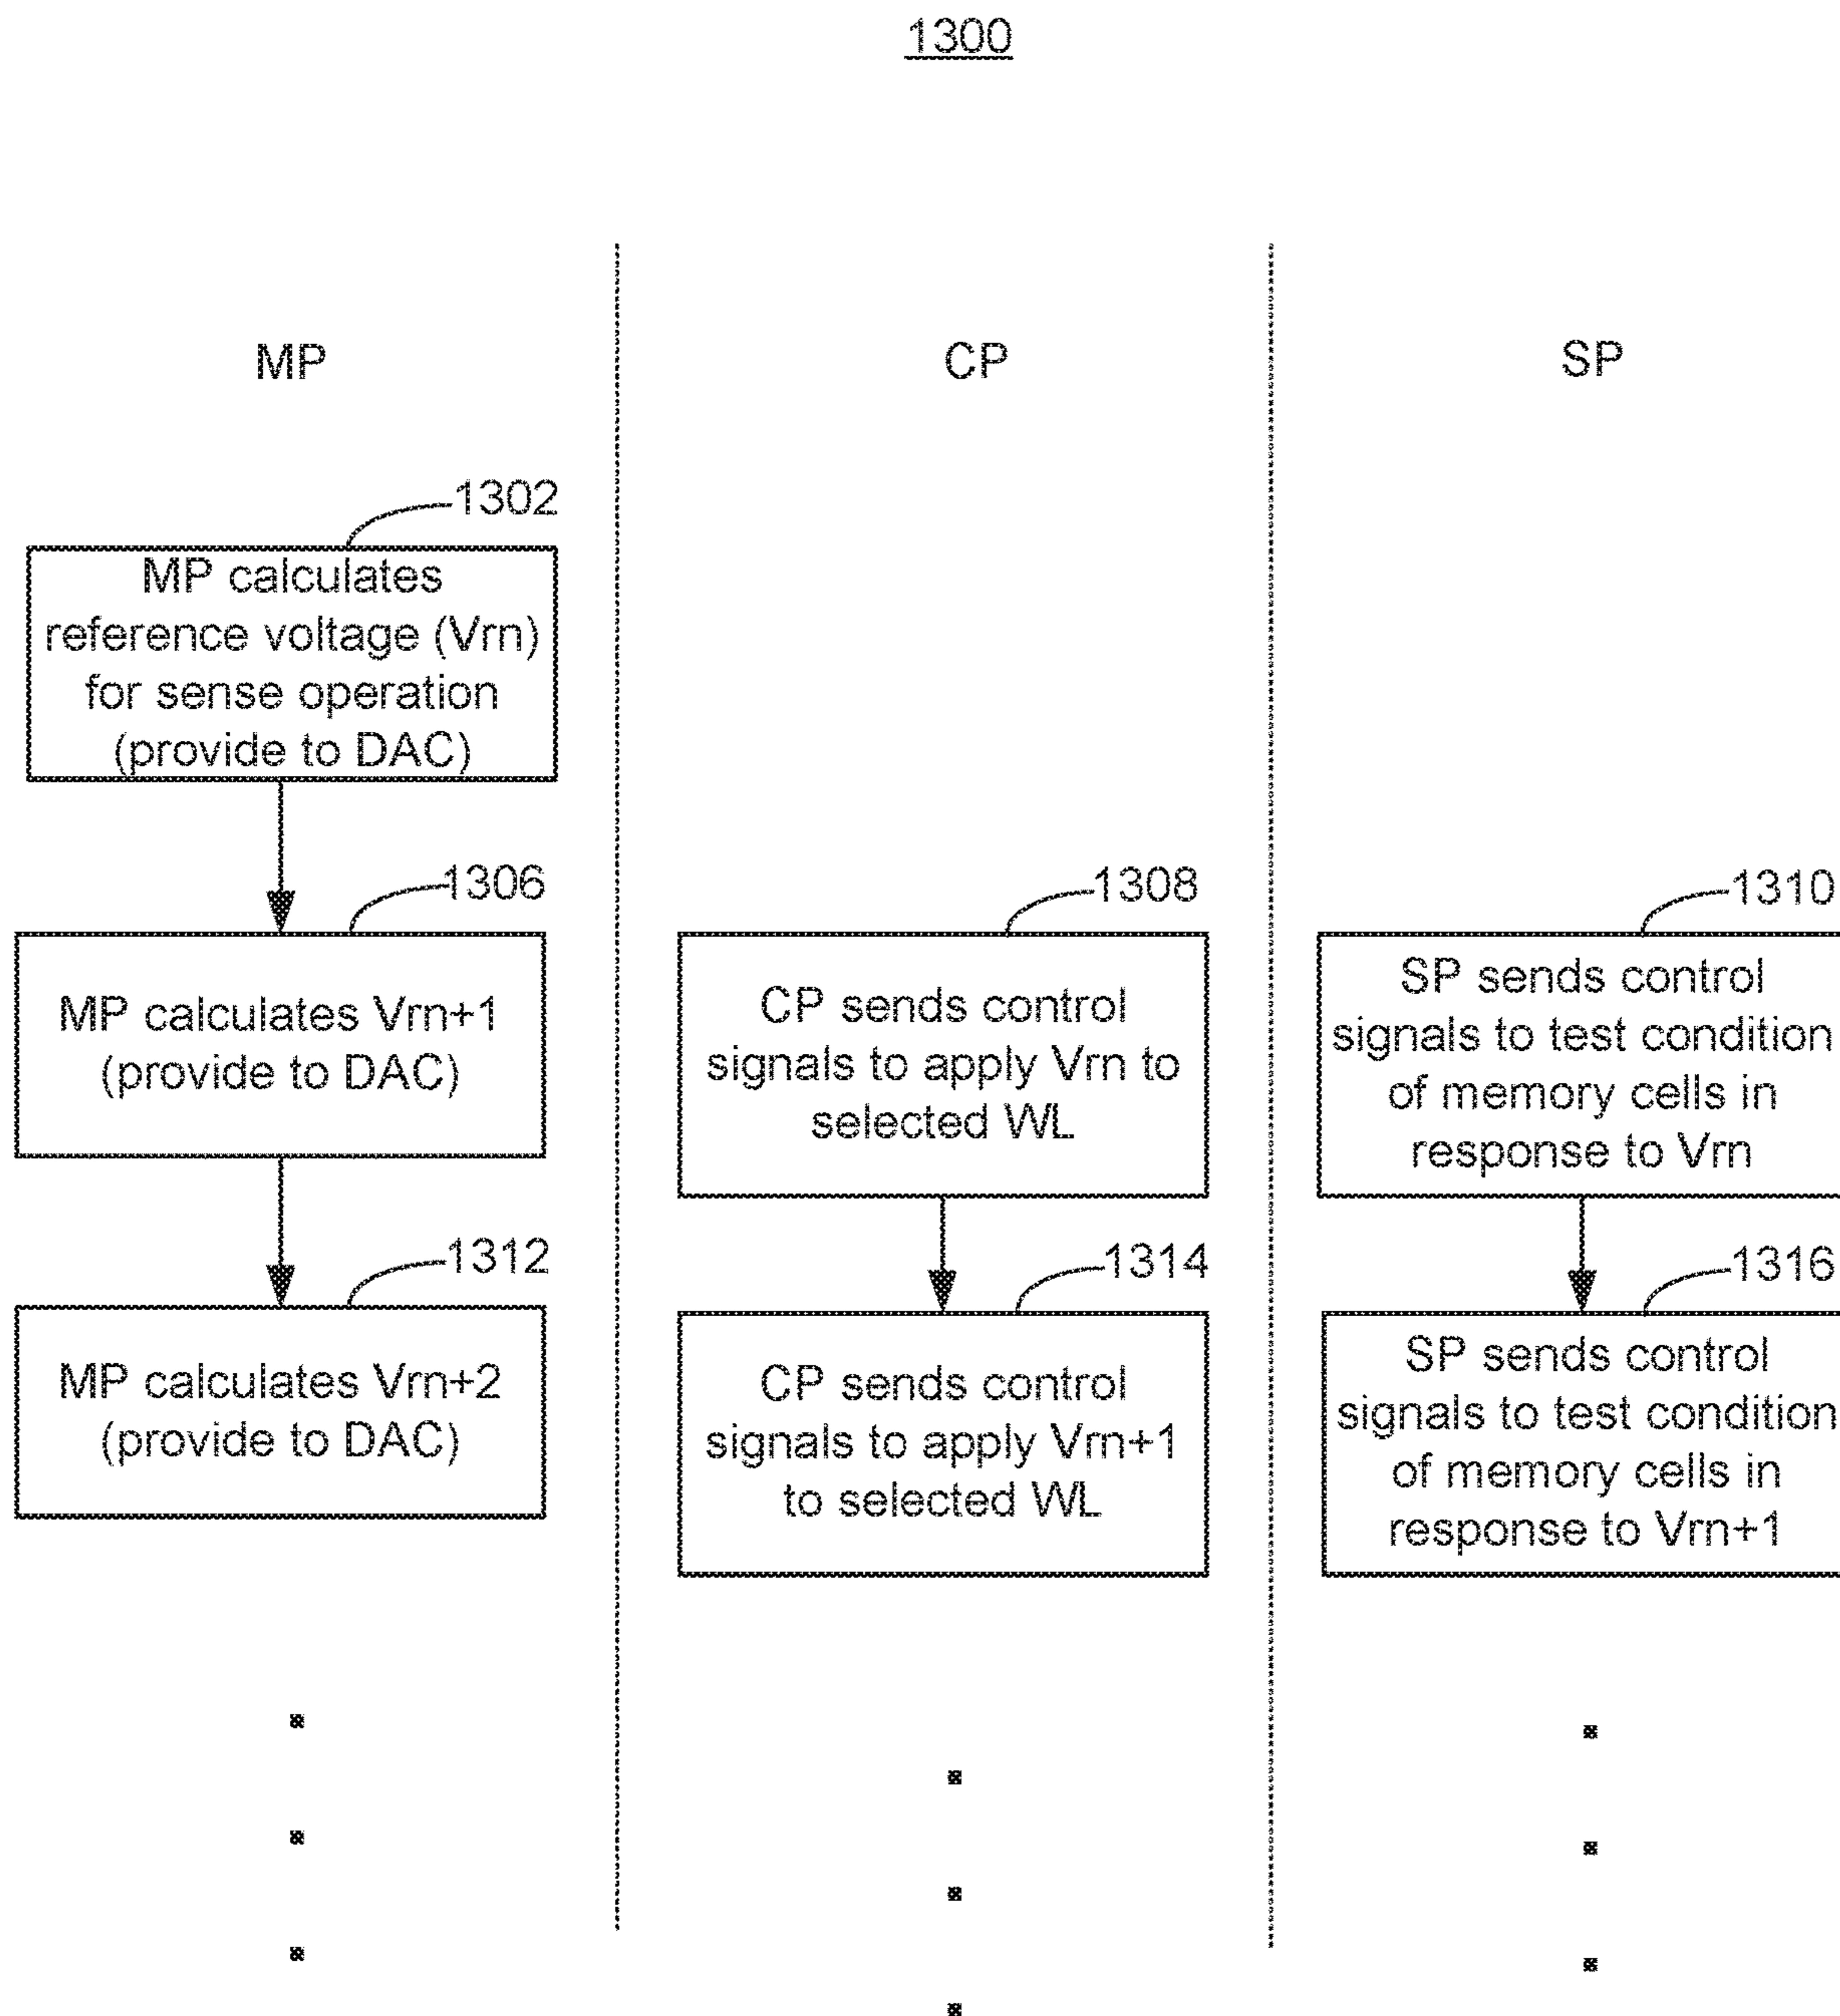 1300
MP
CP
SP
1302
MP calculates
reference voltage (Vrn)
for sense operation
(provide to DAC)
1306
MP calculates Vrn+1
(provide to DAC)
1308
CP sends control
signals to apply Vrn to
selected WL
1310
SP sends control
signals to test condition
of memory cells in
response to Vrn
1312
MP calculates Vrn+2
(provide to DAC)
1314
CP sends control
signals to apply Vrn+1
to selected WL
1316
SP sends control
signals to test condition
of memory cells in
response to Vrn+1